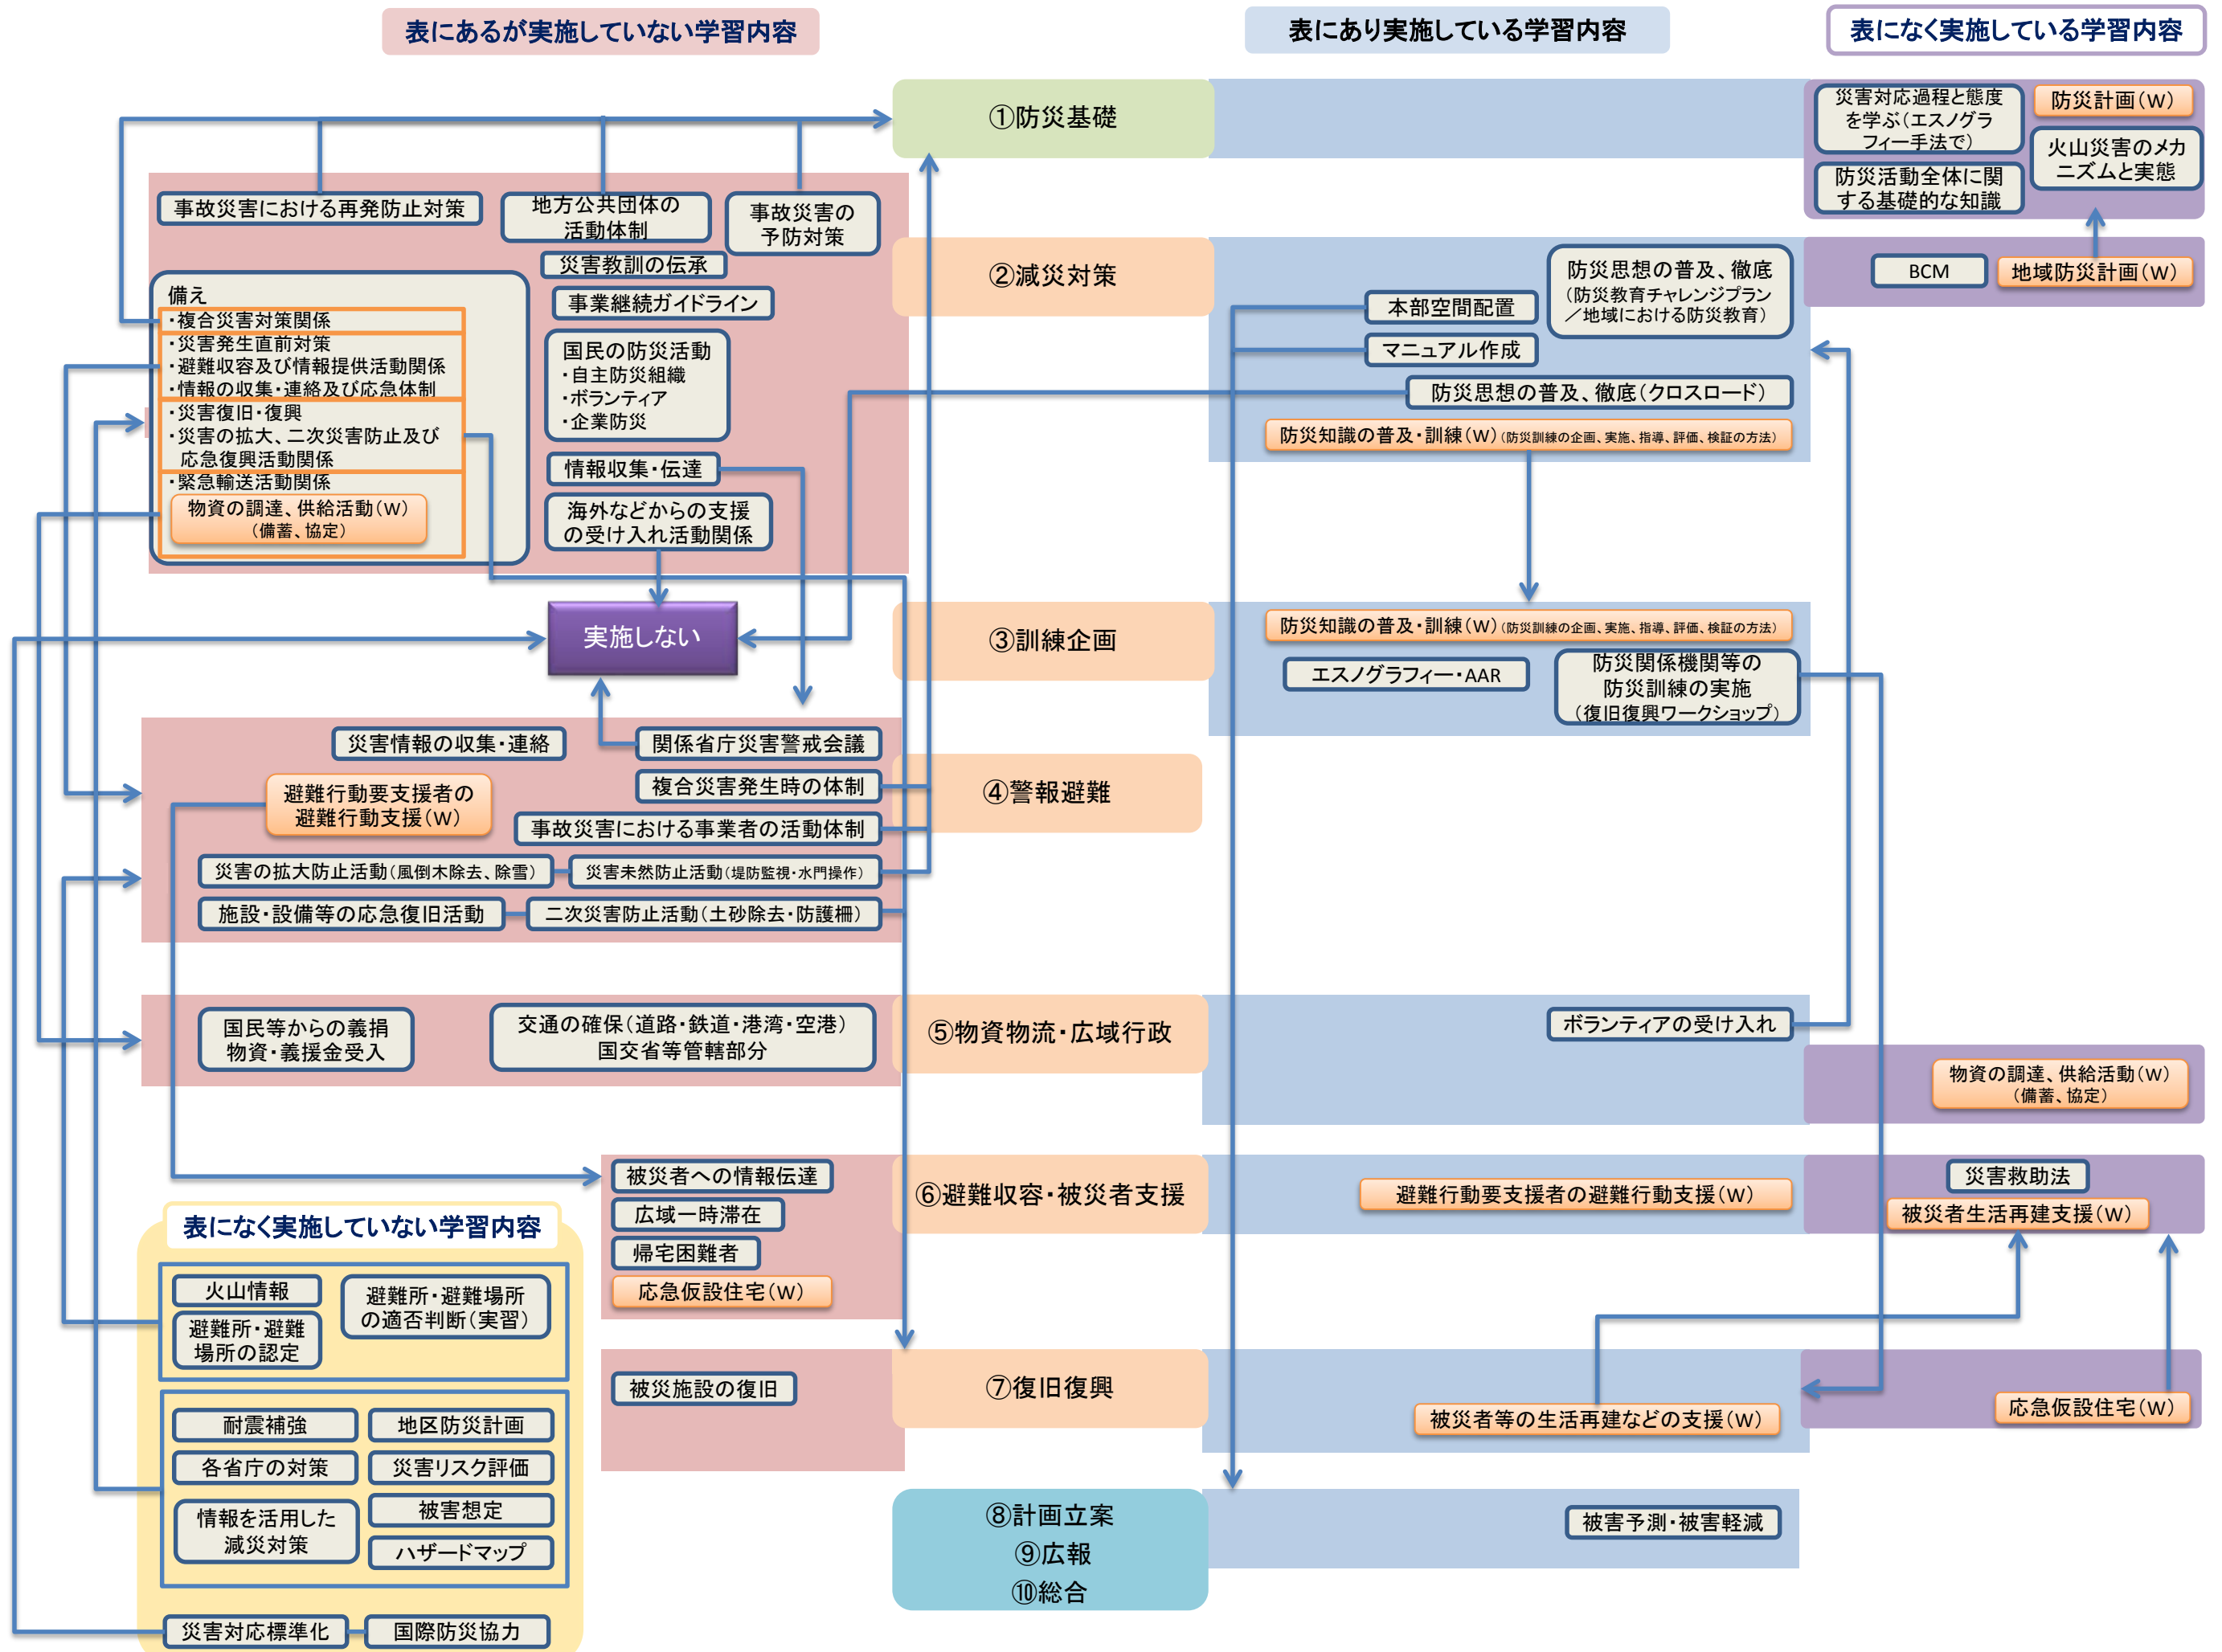 表にあるが実施していない学習内容
表にあり実施している学習内容
表になく実施している学習内容
①防災基礎
災害対応過程と態度
を学ぶ(エスノグラ
フィー手法で)
防災計画(W)
火山災害のメカ
ニズムと実態
防災活動全体に関
する基礎的な知識
事故災害における再発防止対策
地方公共団体の
活動体制
事故災害の
予防対策
災害教訓の伝承
事業継続ガイドライン
備え
・複合災害対策関係
・災害発生直前対策
・避難収容及び情報提供活動関係
・情報の収集・連絡及び応急体制
・災害復旧・復興
・災害の拡大、二次災害防止及び
応急復興活動関係
・緊急輸送活動関係
物資の調達、供給活動(W)
(備蓄、協定)
国民の防災活動
・自主防災組織
・ボランティア
・企業防災
情報収集・伝達
海外などからの支援
の受け入れ活動関係
②減災対策
本部空間配置
防災思想の普及、徹底
(防災教育チャレンジプラン
/地域における防災教育)
マニュアル作成
防災思想の普及、徹底(クロスロード)
防災知識の普及・訓練(W)(防災訓練の企画、実施、指導、評価、検証の方法)
BCM
地域防災計画(W)
実施しない
③訓練企画
防災知識の普及・訓練(W)(防災訓練の企画、実施、指導、評価、検証の方法)
エスノグラフィー・AAR
防災関係機関等の
防災訓練の実施
(復旧復興ワークショップ)
災害情報の収集・連絡
関係省庁災害警戒会議
避難行動要支援者の
避難行動支援(W)
複合災害発生時の体制
事故災害における事業者の活動体制
災害の拡大防止活動(風倒木除去、除雪)
災害未然防止活動(堤防監視・水門操作)
施設・設備等の応急復旧活動
二次災害防止活動(土砂除去・防護柵)
④警報避難
国民等からの義捐
物資・義援金受入
交通の確保(道路・鉄道・港湾・空港)
国交省等管轄部分
⑤物資物流・広域行政
ボランティアの受け入れ
物資の調達、供給活動(W)
(備蓄、協定)
被災者への情報伝達
広域一時滞在
帰宅困難者
応急仮設住宅(W)
⑥避難収容・被災者支援
避難行動要支援者の避難行動支援(W)
災害救助法
被災者生活再建支援(W)
被災施設の復旧
⑦復旧復興
被災者等の生活再建などの支援(W)
応急仮設住宅(W)
⑧計画立案
⑨広報
⑩総合
被害予測・被害軽減
表になく実施していない学習内容
火山情報
避難所・避難場所
の適否判断(実習)
避難所・避難
場所の認定
耐震補強
地区防災計画
各省庁の対策
災害リスク評価
情報を活用した
減災対策
被害想定
ハザードマップ
災害対応標準化
国際防災協力